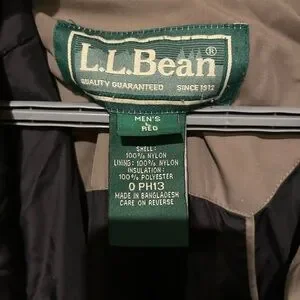 L.L.Bean®
QUALITY GUARANTEED SINCE 1912
MEN'S
REG
SHELL:
100% NYLON
LINING: 100% NYLON
INSULATION:
100% POLYESTER
0 PH13
MADE IN BANGLADESH
CARE ON REVERSE